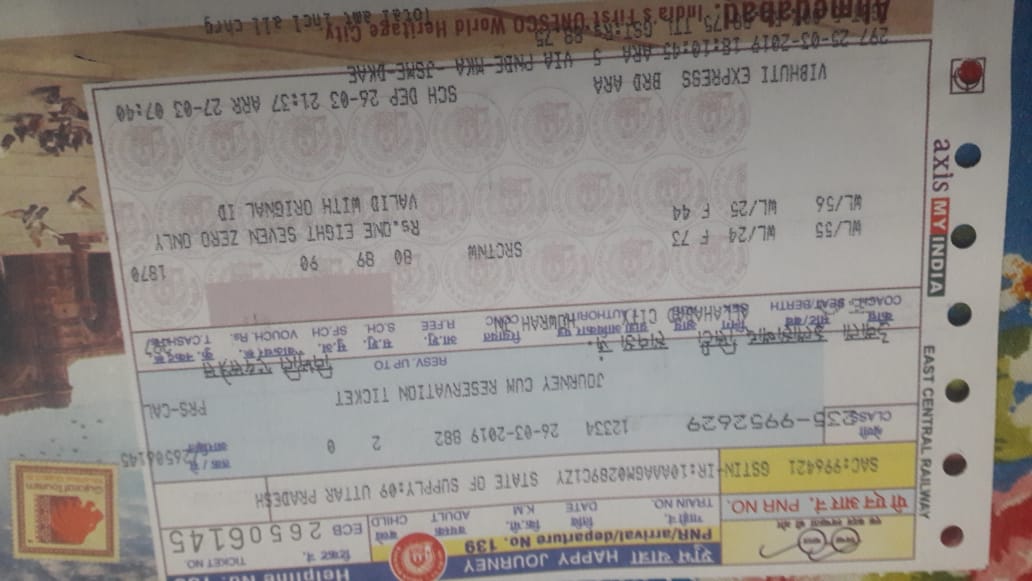 Helpline No. 13
शुभ यात्रा HAPPY JOURNEY
PNR/arrival/departure No. 139
टिकट नं.
TICKET NO.
ECB 26506145
पी एन आर नं. PNR NO.
गाड़ी नं.
TRAIN NO.
तिथि
DATE
कि.मी.
K.M
वयस्क
ADULT
बच्चे
CHILD
SAC:996421 GSTIN-IR:10AAAGM0289C1ZY STATE OF SUPPLY:09 UTTAR PRADESH
श्रेणी
CLASS
235-9952629 12334 26-03-2019 882 2 0
/26506145
JOURNEY CUM RESERVATION TICKET PRS-CAL
RESV. UP TO
ALLAHABAD CITY HOWRAH JN
कोच
COACH
सीट/बर्थ
SEAT/BERTH
R.FEE
S.CH
SF.CH
VOUCH. Rs.
T.CASH
WL/55 WL/24 F 73 SRCTNW 80 89 90 1870
Rs.ONE EIGHT SEVEN ZERO ONLY
WL/56 WL/25 F 44 VALID WITH ORIGNAL ID
VIBHUTI EXPRESS BRD ARA SCH DEP 26-03 21:37 ARR 27-03 07:40
297 25-03-2019 18:10:45 ARA 5 VIA PNBE-MKA -JSME-DKAE
Total amt incl all chrg
Ahmedabad: India's First UNESCO World Heritage City
axis MY INDIA
EAST CENTRAL RAILWAY
Gujarat Tourism